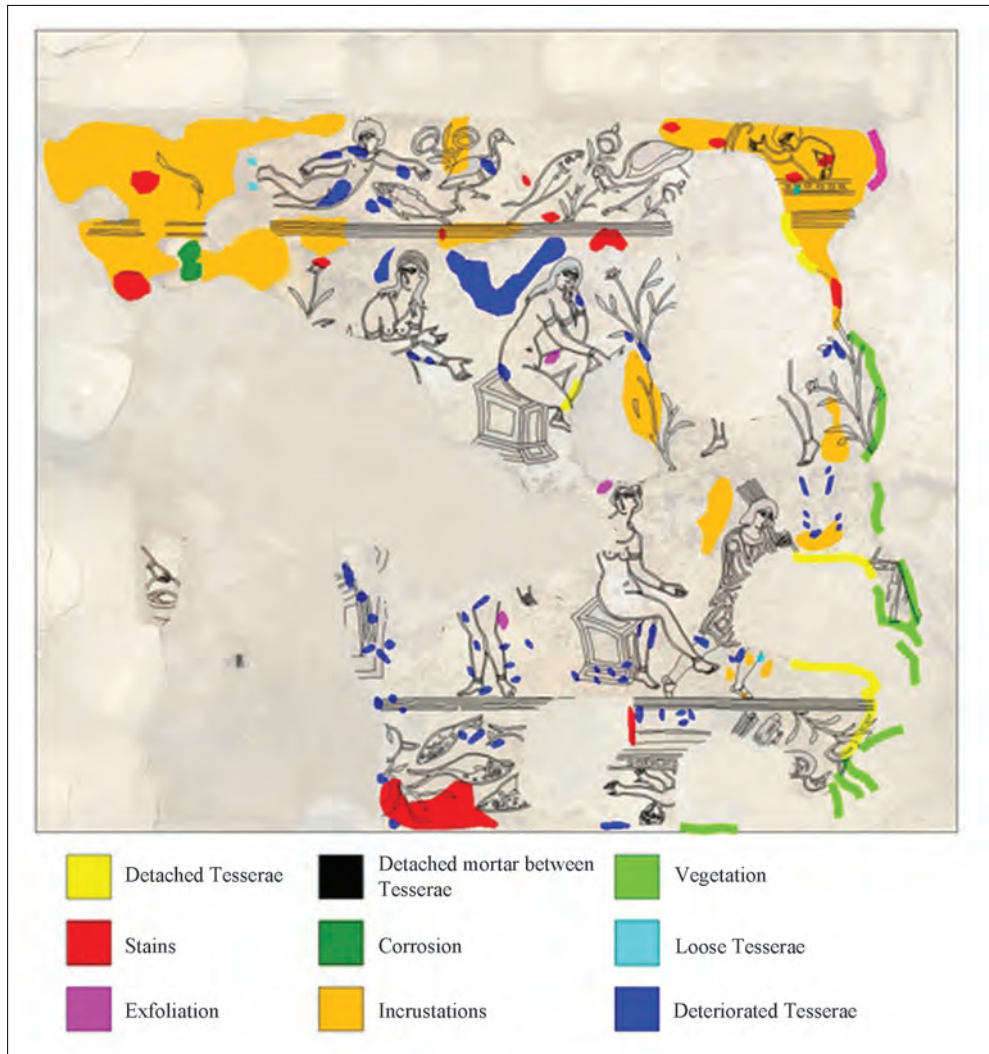 Detached Tesserae
Detached mortar between
Tesserae
Vegetation
Stains
Corrosion
Loose Tesserae
Exfoliation
Incrustations
Deteriorated Tesserae